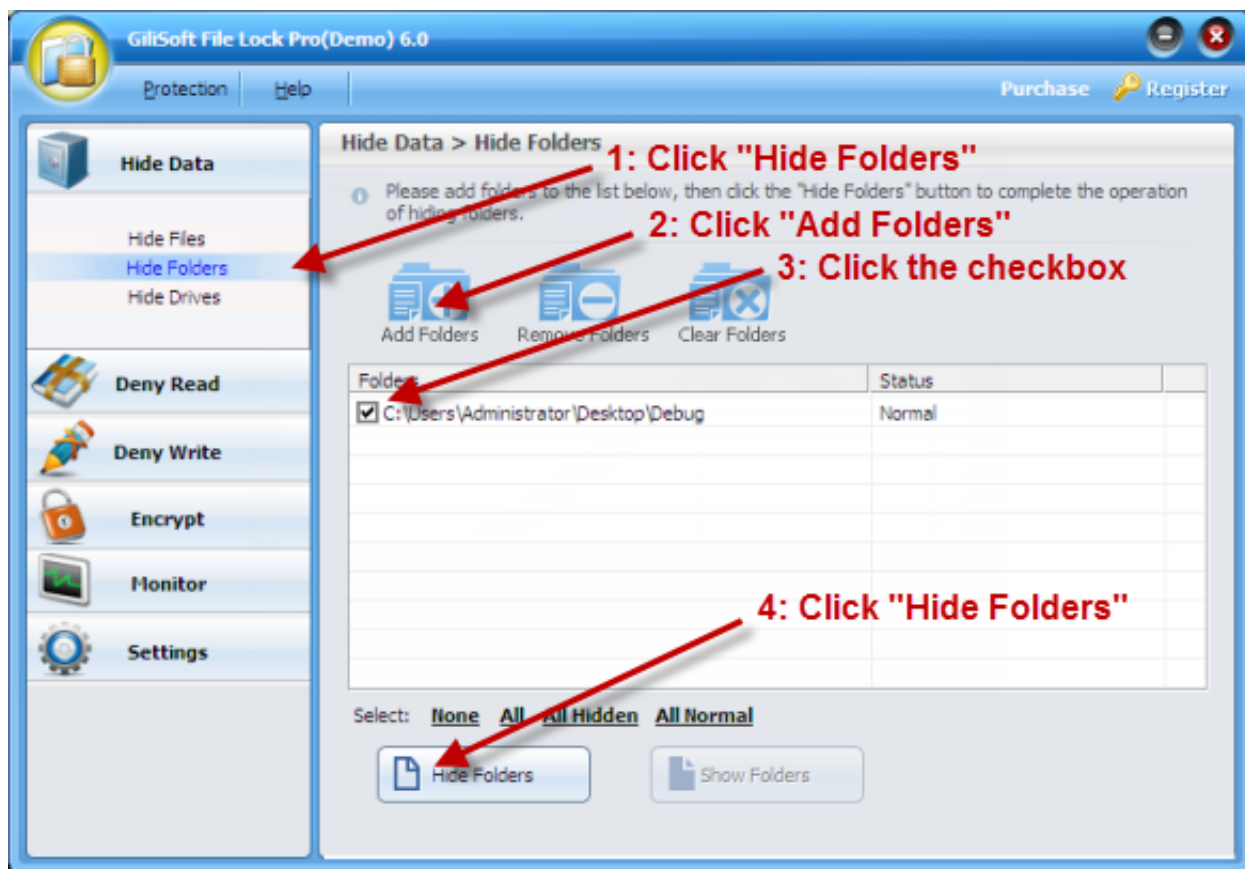 GiliSoft File Lock Pro(Demo) 6.0
Protection Help
Purchase Register
Hide Data
Hide Files
Hide Folders
Hide Drives
Deny Read
Deny Write
Encrypt
Monitor
Settings
Hide Data > Hide Folders
1: Click "Hide Folders"
Please add folders to the list below, then click the "Hide Folders" button to complete the operation
of hiding folders.
2: Click "Add Folders"
3: Click the checkbox
Add Folders Remove Folders Clear Folders
Folders Status
C:\Users\Administrator\Desktop\Debug Normal
4: Click "Hide Folders"
Select: None All All Hidden All Normal
Hide Folders Show Folders